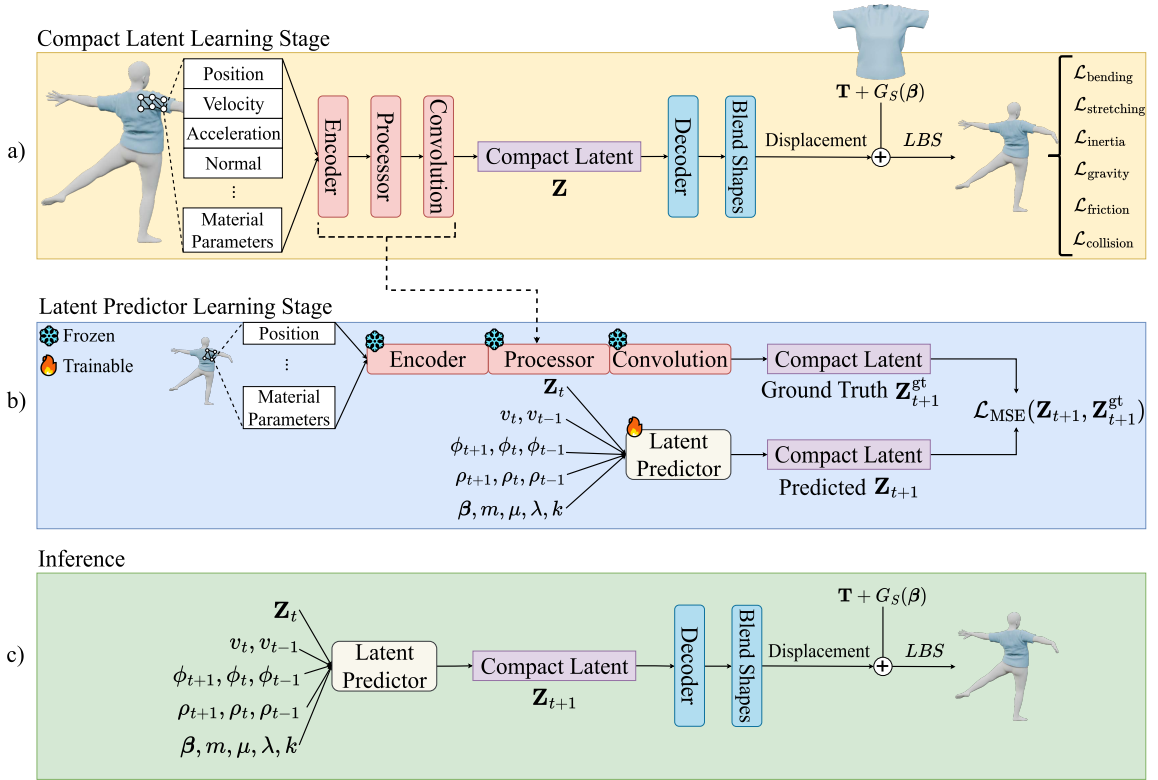 Compact Latent Learning Stage
a)
Position
Velocity
Acceleration
Normal
⋮
Material
Parameters
Encoder
Processor
Convolution
Compact Latent
Z
Decoder
Blend Shapes
Displacement
T + G_S(β)
+
LBS
ℒ_bending
ℒ_stretching
ℒ_inertia
ℒ_gravity
ℒ_friction
ℒ_collision
Latent Predictor Learning Stage
b)
Frozen
Trainable
Position
⋮
Material
Parameters
Encoder
Processor
Convolution
Compact Latent
Ground Truth Z_{t+1}^{gt}
Z_t
v_t, v_{t−1}
ϕ_{t+1}, ϕ_t, ϕ_{t−1}
ρ_{t+1}, ρ_t, ρ_{t−1}
β, m, μ, λ, k
Latent
Predictor
Compact Latent
Predicted Z_{t+1}
ℒ_MSE(Z_{t+1}, Z_{t+1}^{gt})
Inference
c)
Z_t
v_t, v_{t−1}
ϕ_{t+1}, ϕ_t, ϕ_{t−1}
ρ_{t+1}, ρ_t, ρ_{t−1}
β, m, μ, λ, k
Latent
Predictor
Compact Latent
Z_{t+1}
Decoder
Blend Shapes
Displacement
T + G_S(β)
+
LBS